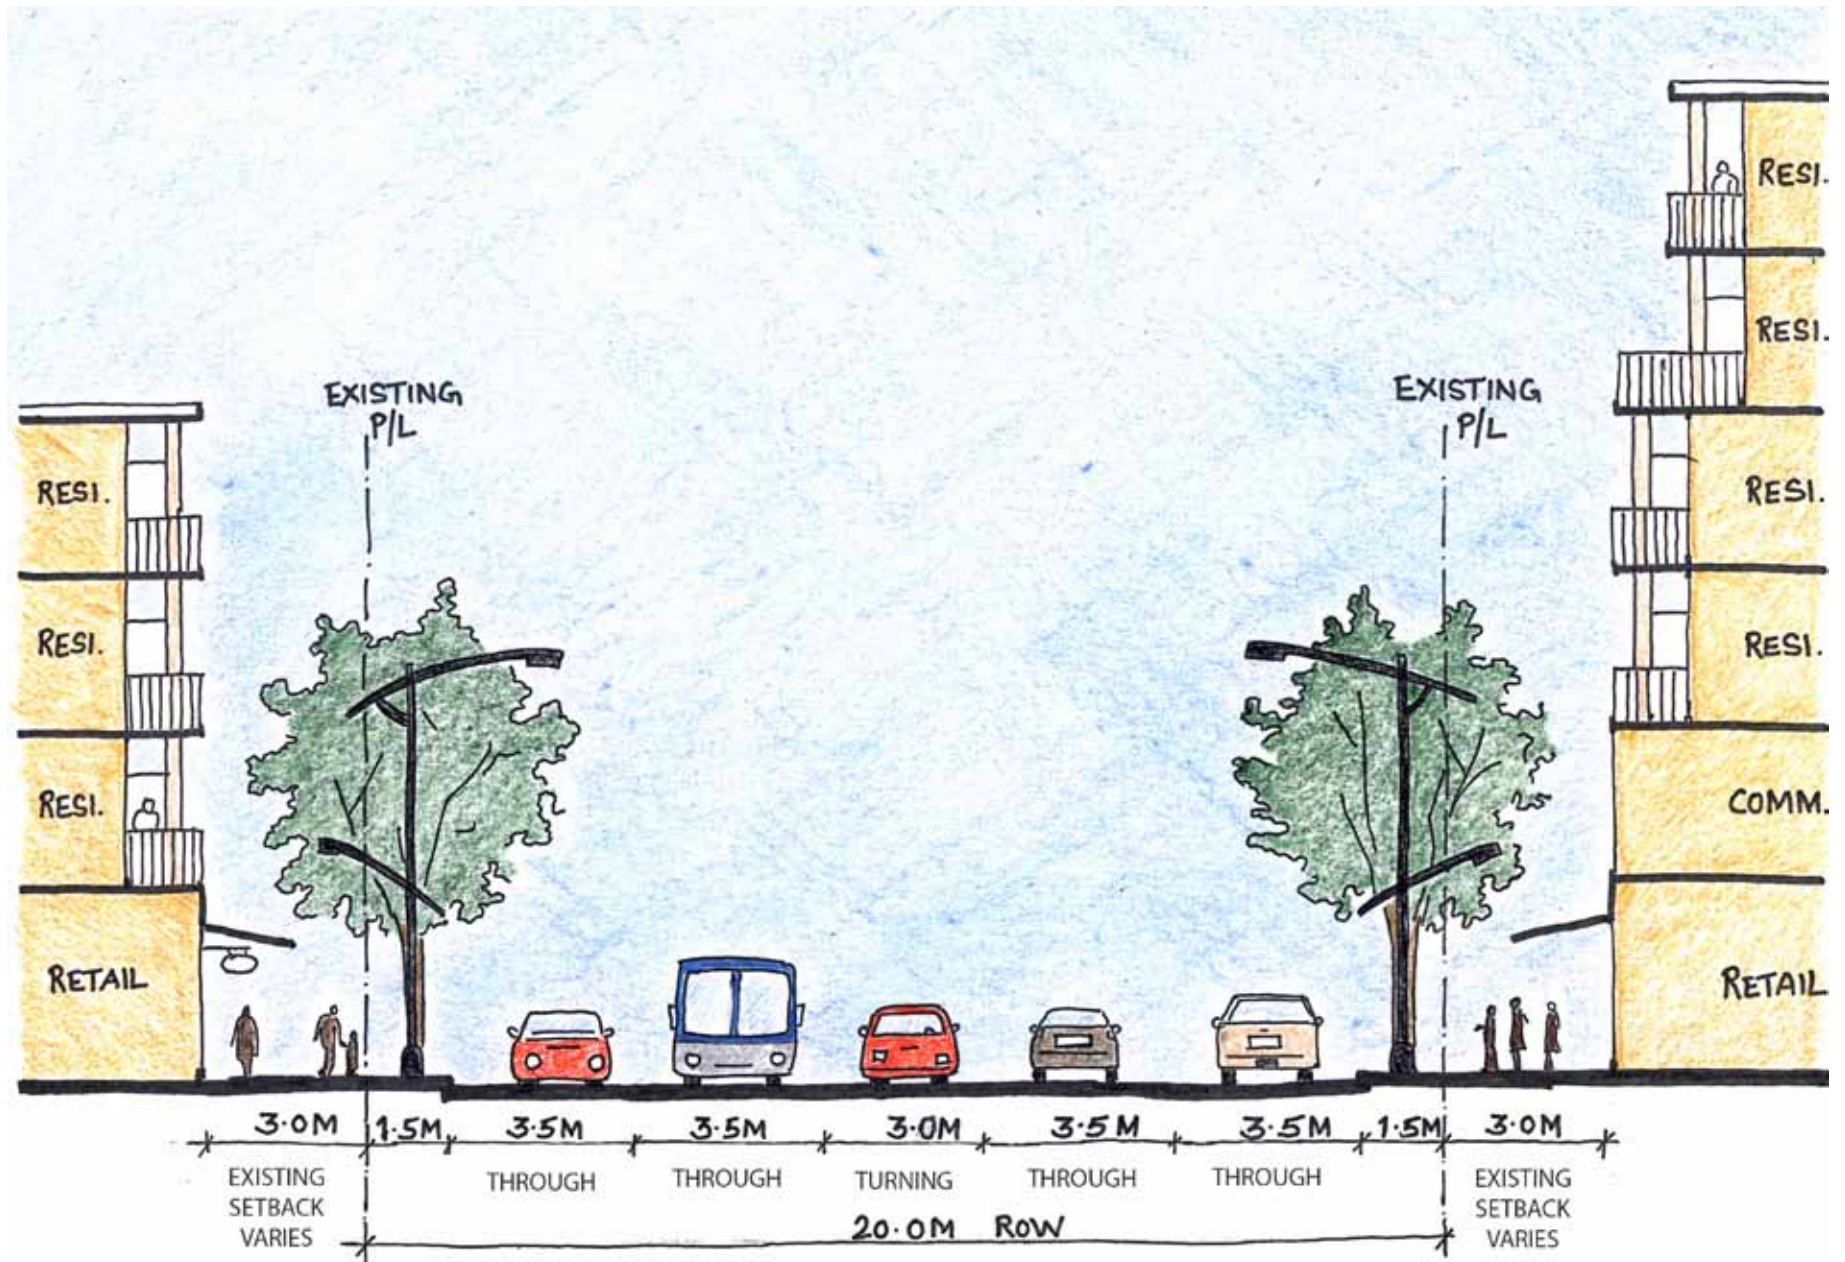 RESI.
RESI.
EXISTING
P/L
EXISTING
P/L
RESI.
RESI.
RESI.
RESI.
RESI.
COMM.
RETAIL
RETAIL
3.0M 1.5M 3.5M 3.5M 3.0M 3.5M 3.5M 1.5M 3.0M
EXISTING
SETBACK
VARIES
THROUGH THROUGH TURNING THROUGH THROUGH
EXISTING
SETBACK
VARIES
20.0M ROW